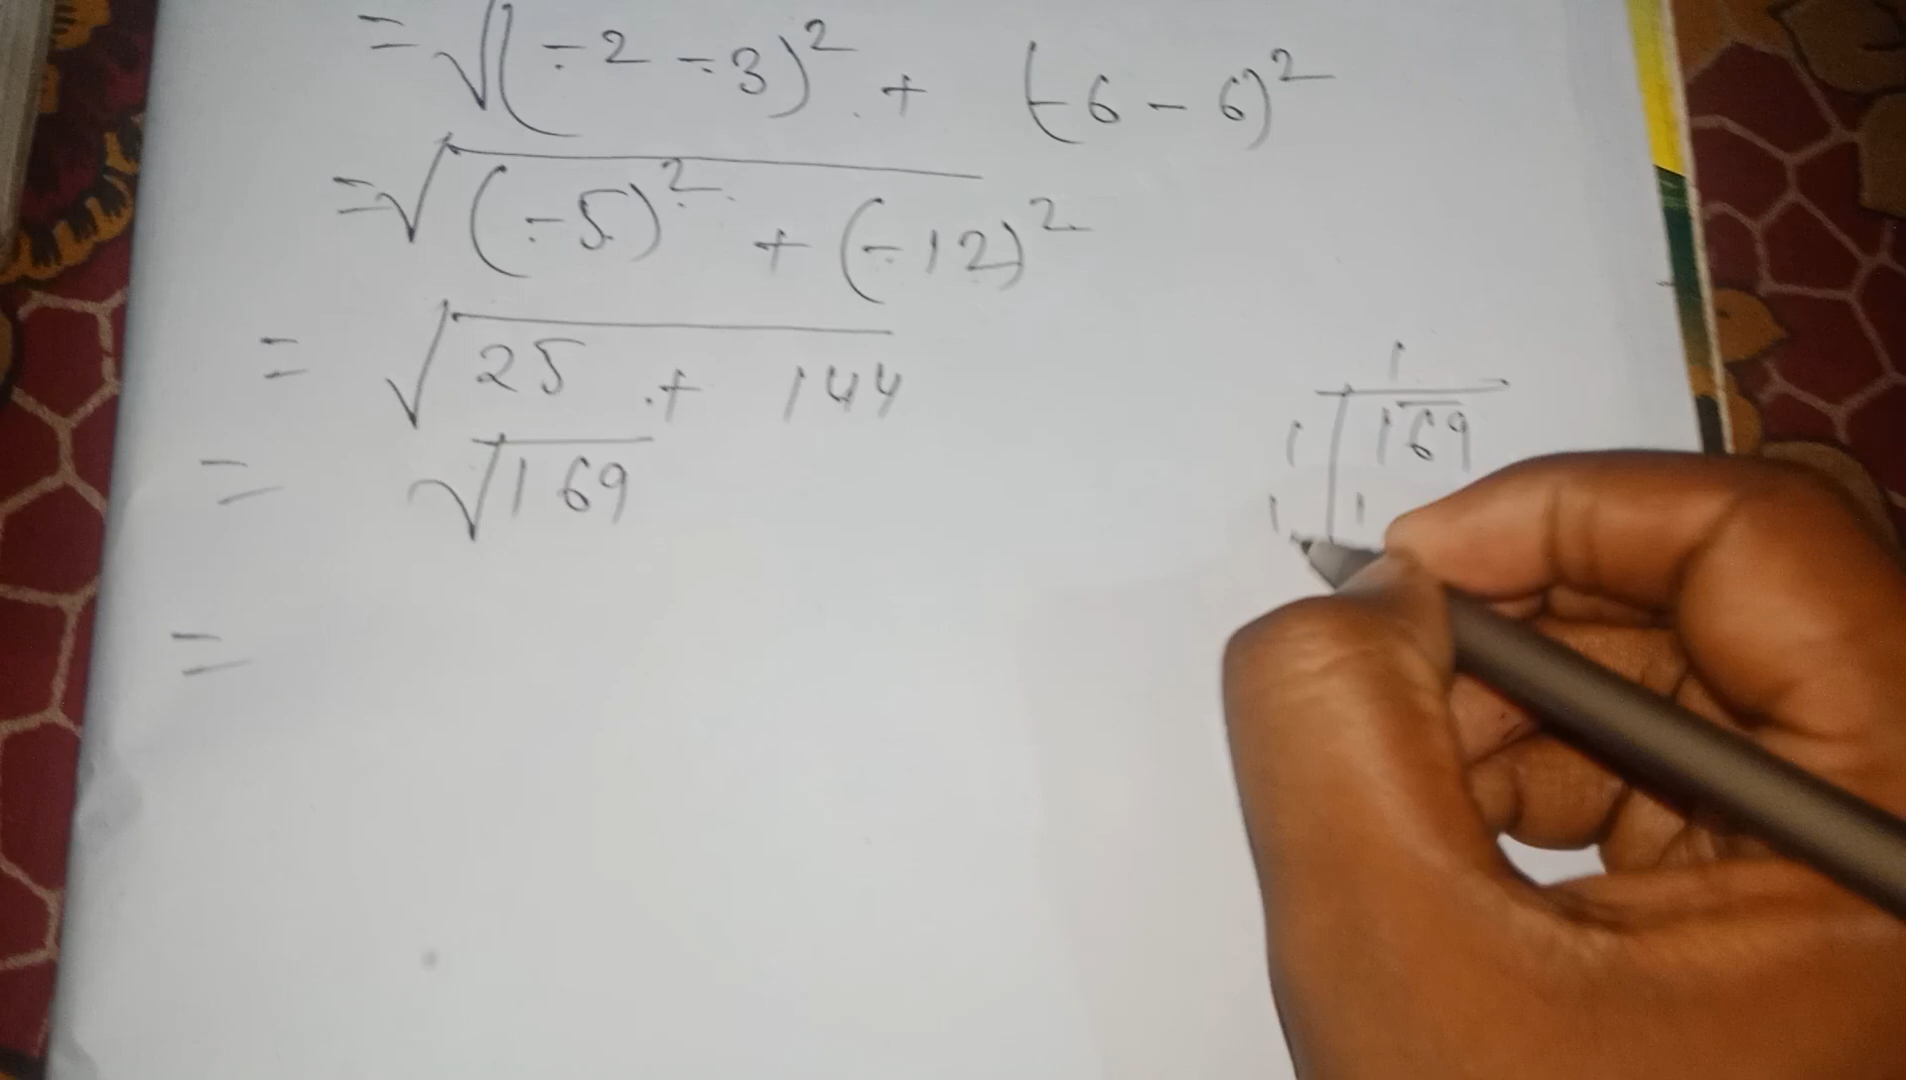 = √(-2 - 3)² + (-6 - 6)²
= √(-5)² + (-12)²
= √25 + 144
= √169
=
1
1 169
1 1